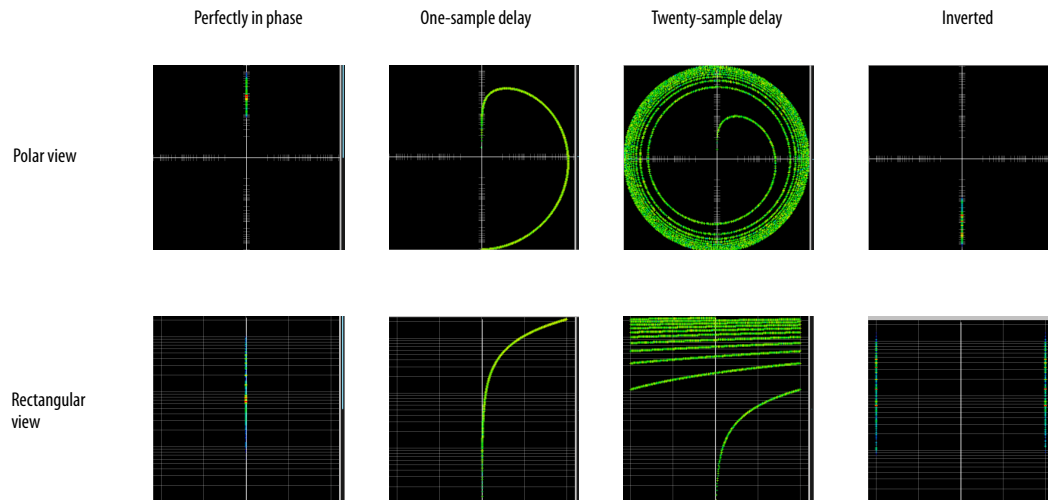 Perfectly in phase
One-sample delay
Twenty-sample delay
Inverted
Polar view
Rectangular
view